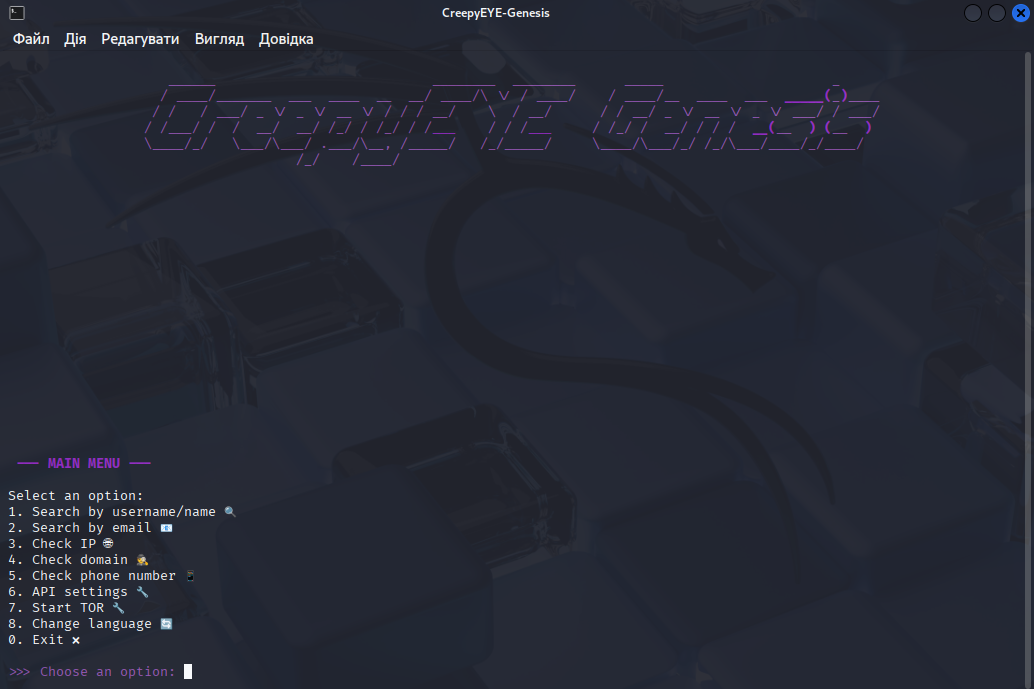 CreepyEYE-Genesis
Файл Дія Редагувати Вигляд Довідка
CreepyEYE Genesis
—— MAIN MENU ——
Select an option:
1. Search by username/name 🔍
2. Search by email 📧
3. Check IP 🌐
4. Check domain 🕵
5. Check phone number 📱
6. API settings 🔧
7. Start TOR 🔧
8. Change language 🔄
0. Exit ❌
>>> Choose an option: